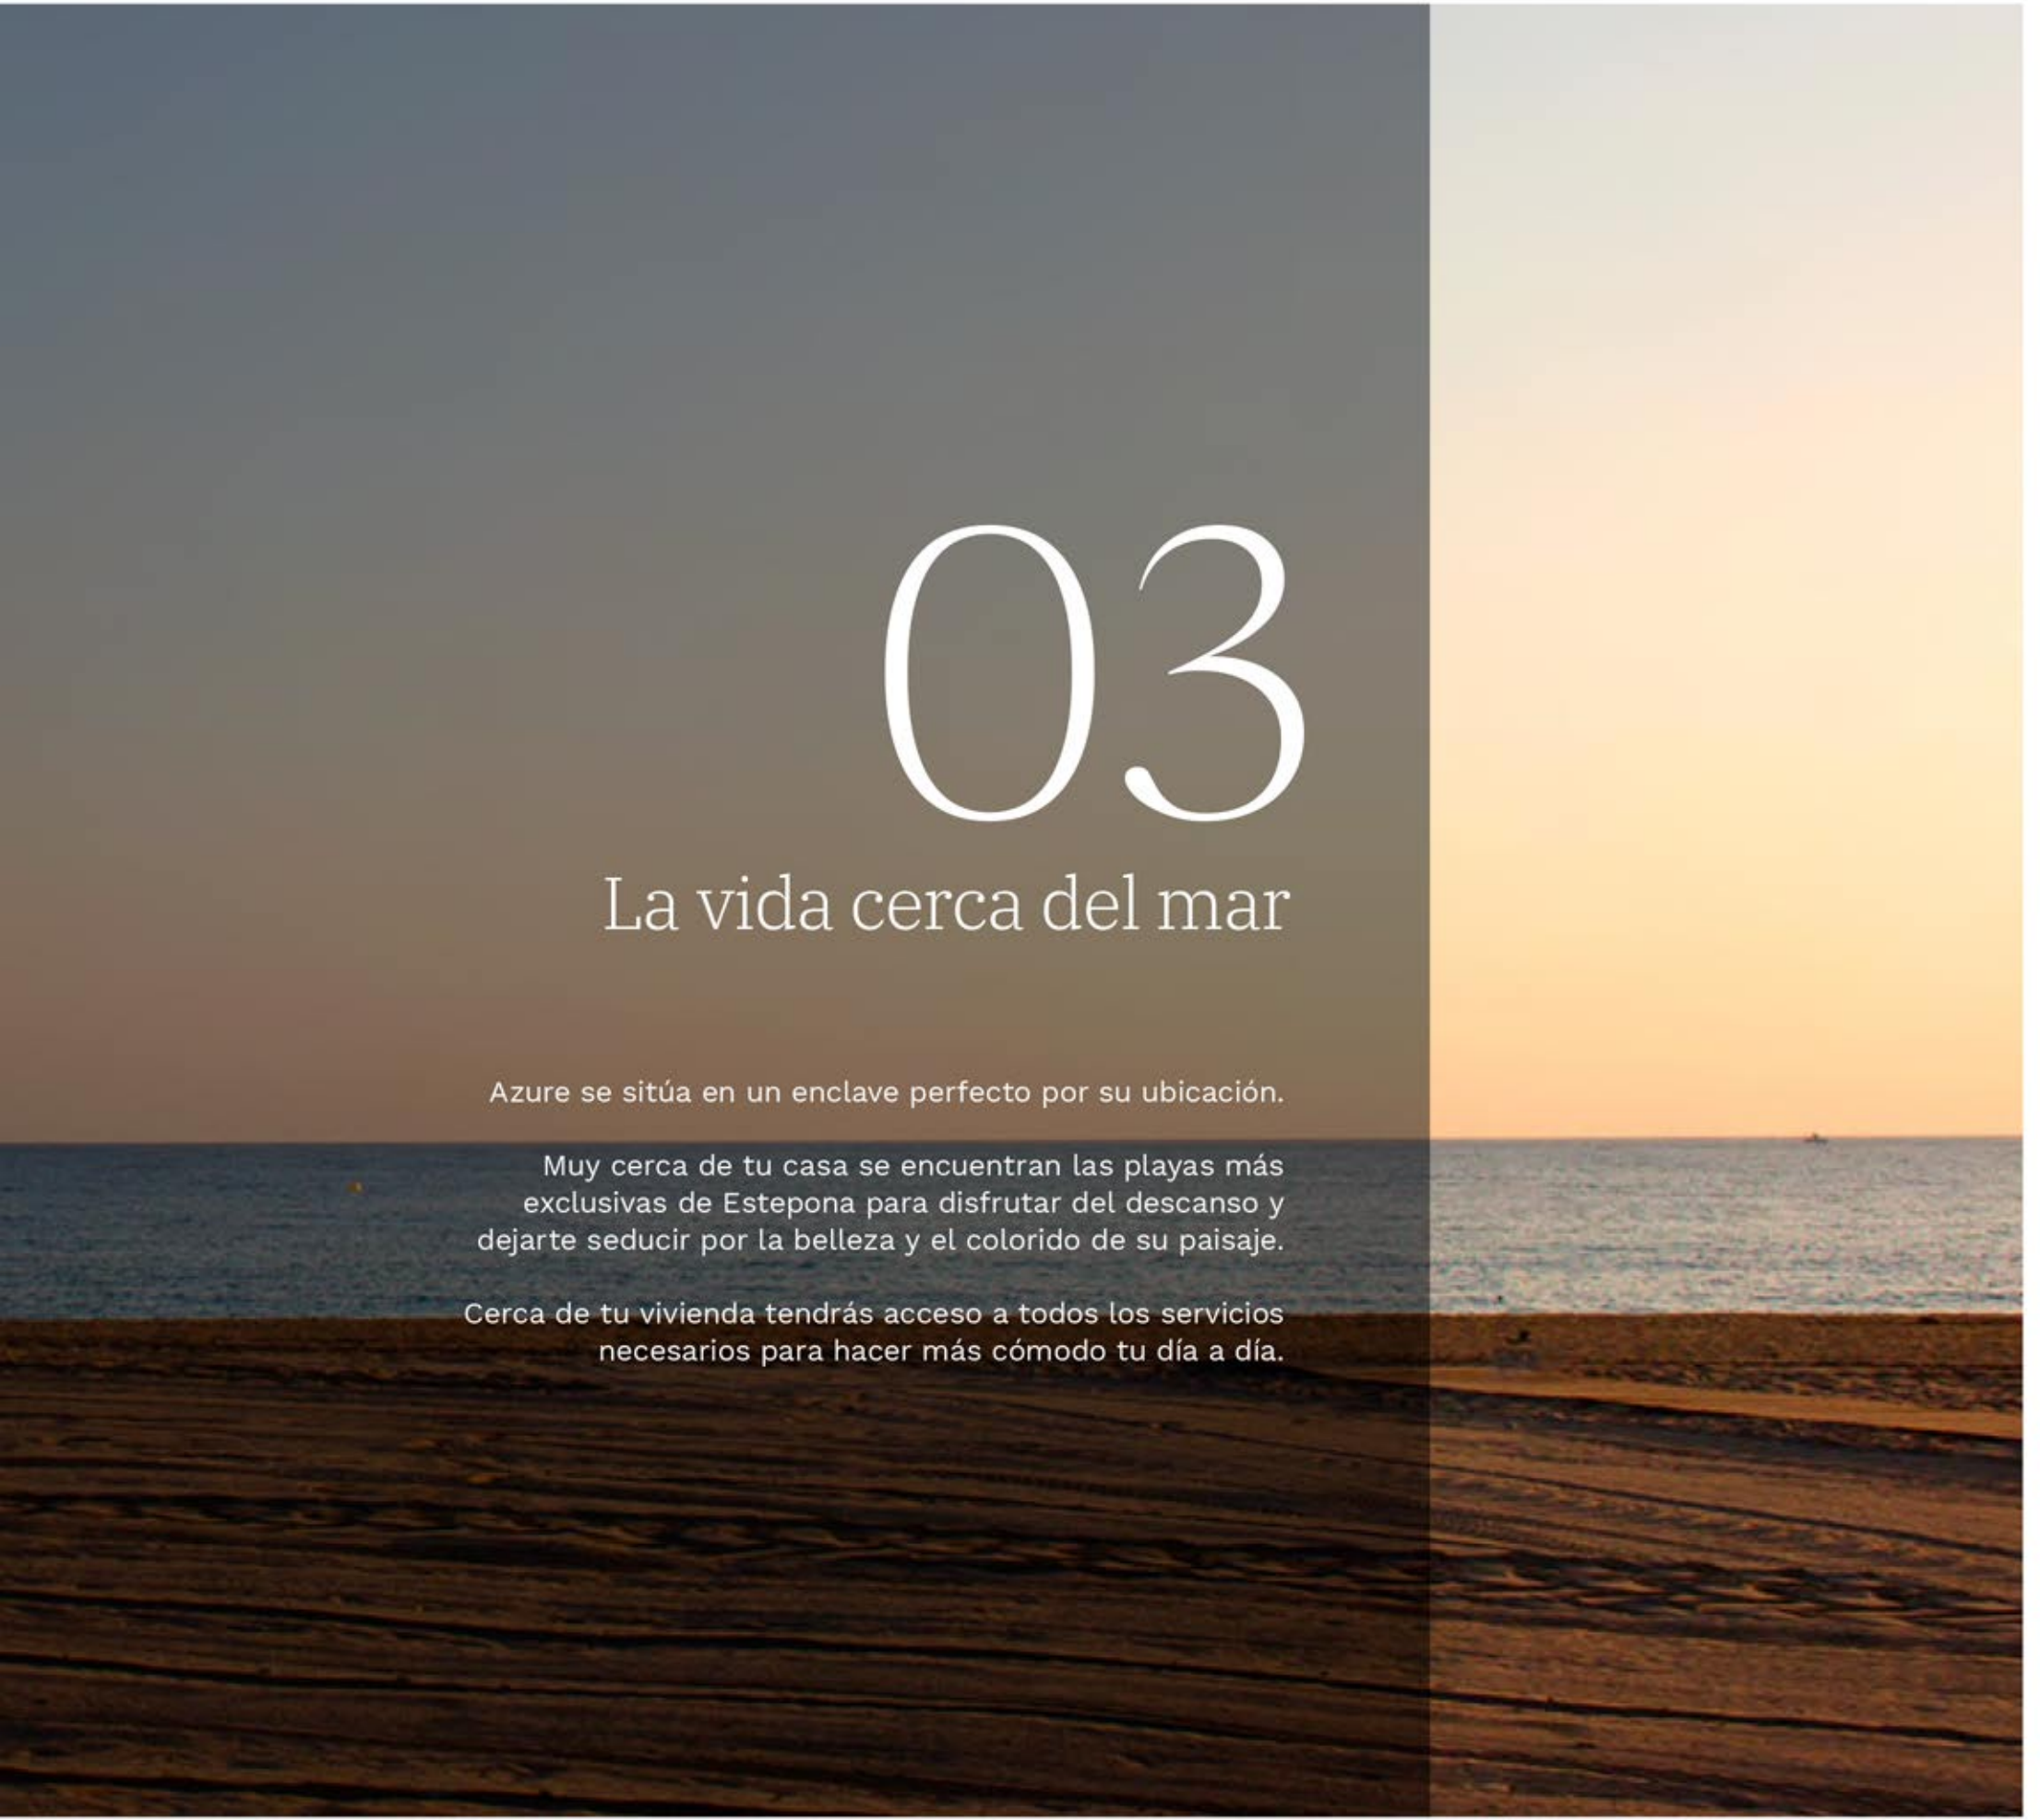 03
La vida cerca del mar
Azure se sitúa en un enclave perfecto por su ubicación.
Muy cerca de tu casa se encuentran las playas más
exclusivas de Estepona para disfrutar del descanso y
dejarte seducir por la belleza y el colorido de su paisaje.
Cerca de tu vivienda tendrás acceso a todos los servicios
necesarios para hacer más cómodo tu día a día.